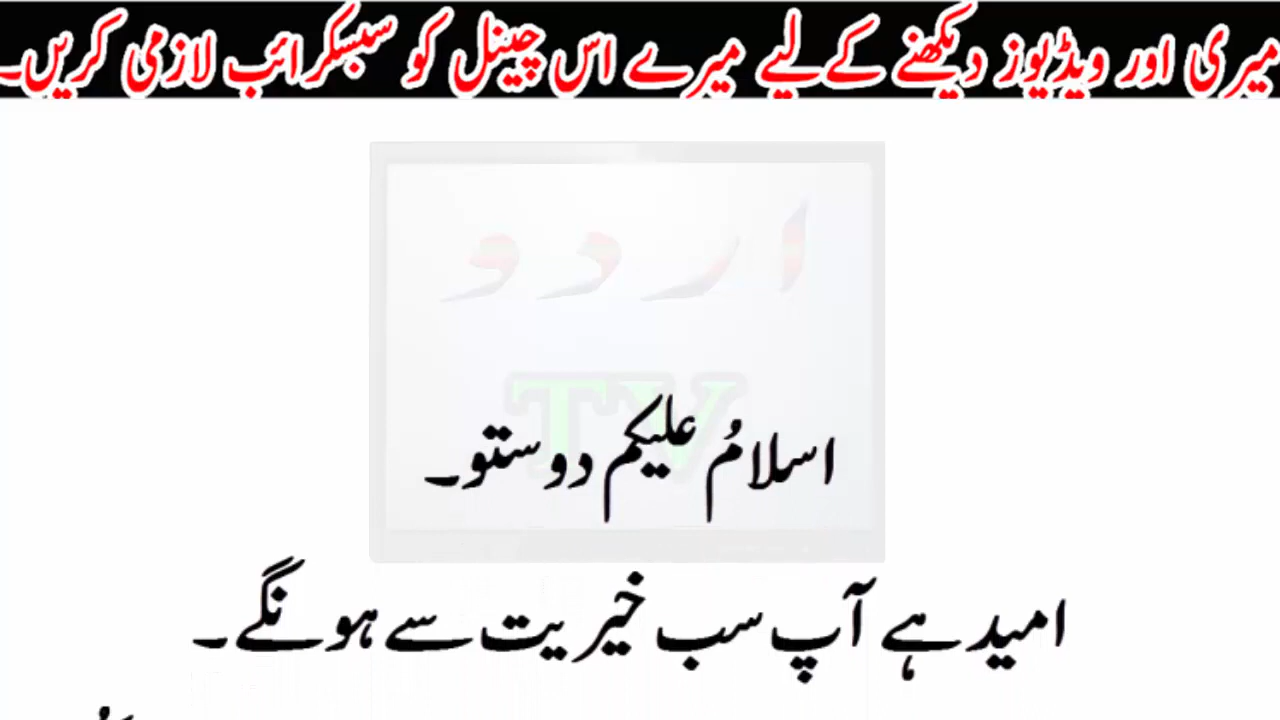 میری اور ویڈیوز دیکھنے کے لیے میرے اس چینل کو سبسکرائب لازمی کریں۔
اردو
TV
اسلامُ علیکم دوستو۔
امید ہے آپ سب خیریت سے ہونگے۔